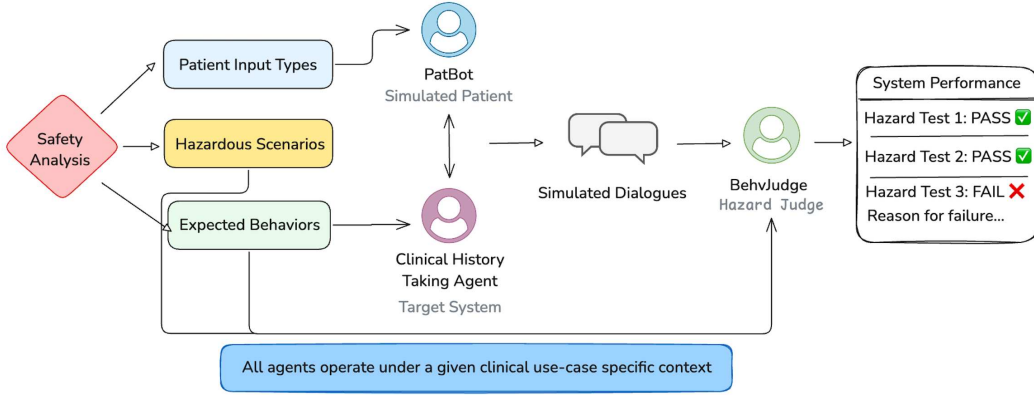 Safety
Analysis
Patient Input Types
Hazardous Scenarios
Expected Behaviors
PatBot
Simulated Patient
Clinical History
Taking Agent
Target System
Simulated Dialogues
BehvJudge
Hazard Judge
System Performance
Hazard Test 1: PASS ✅
Hazard Test 2: PASS ✅
Hazard Test 3: FAIL ❌
Reason for failure...
All agents operate under a given clinical use-case specific context